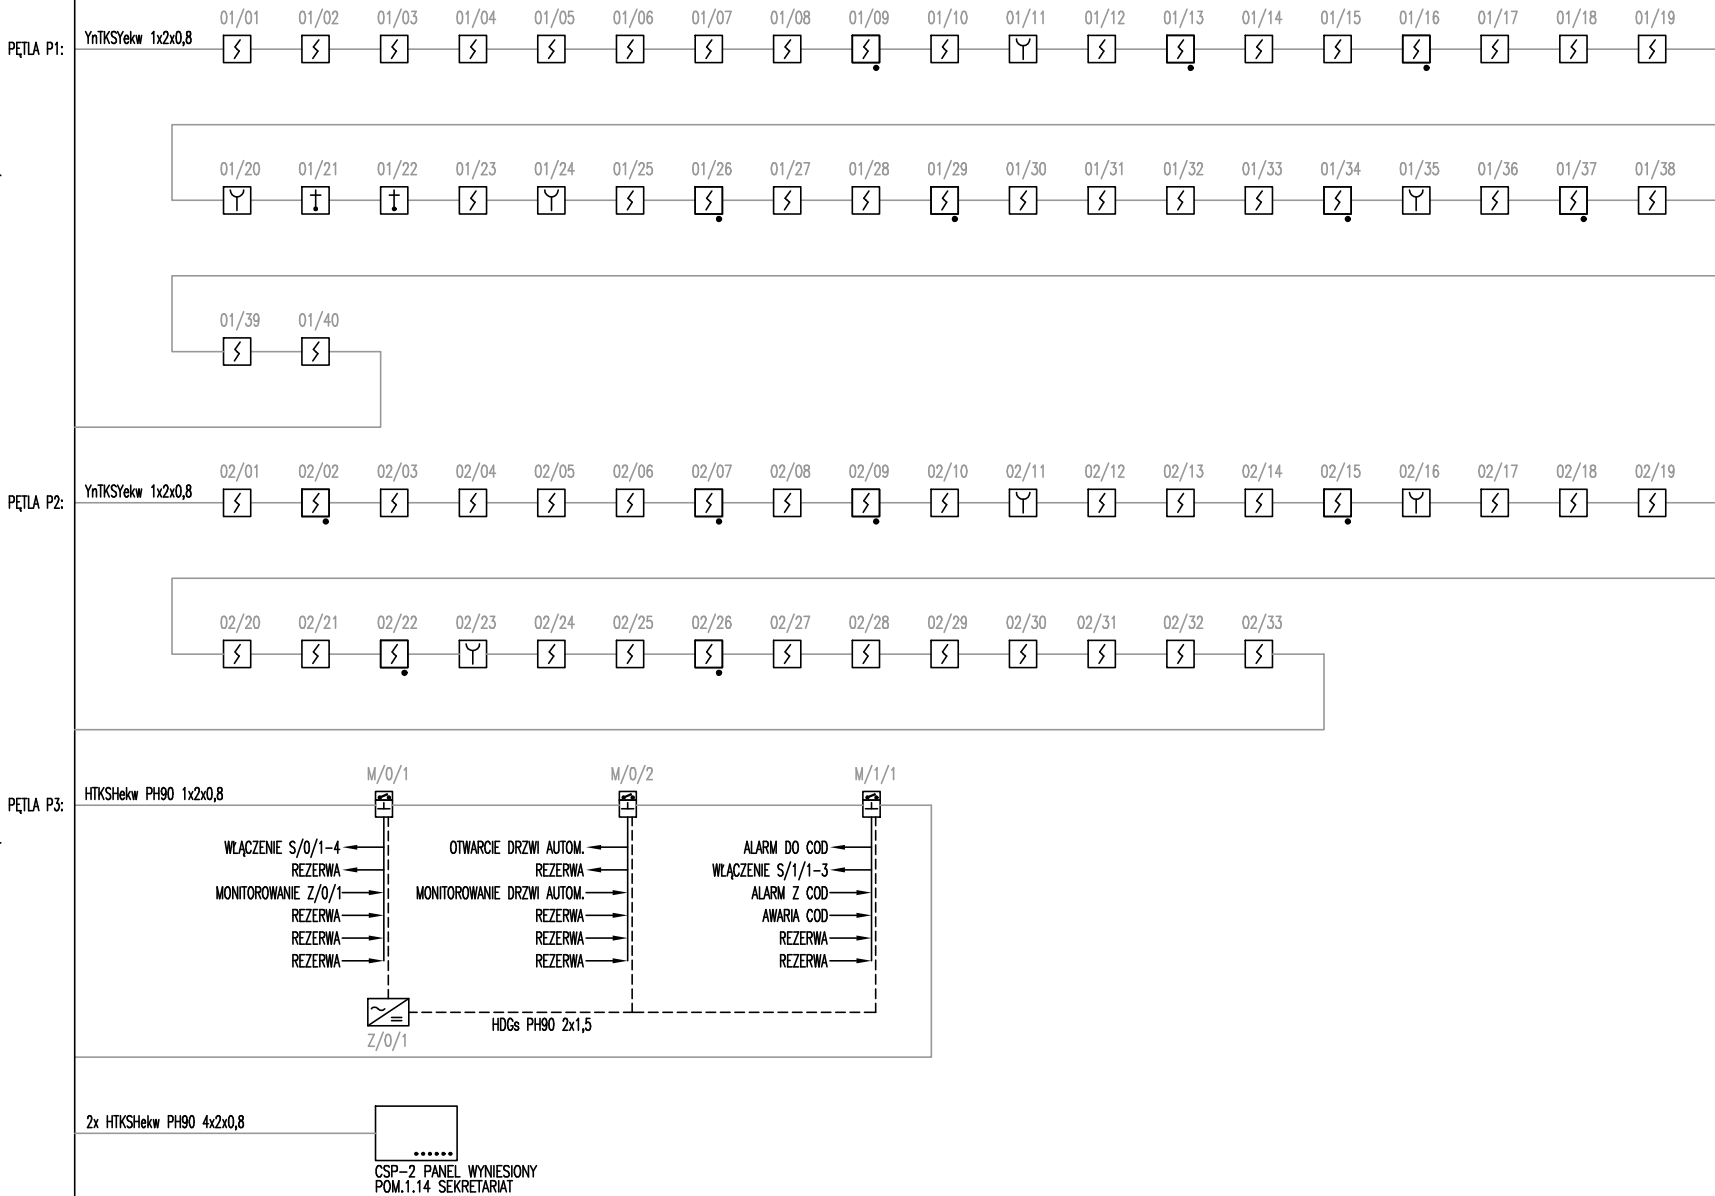 01/01 01/02 01/03 01/04 01/05 01/06 01/07 01/08 01/09 01/10 01/11 01/12 01/13 01/14 01/15 01/16 01/17 01/18 01/19
PĘTLA P1: YnTKSYekw 1x2x0,8
01/20 01/21 01/22 01/23 01/24 01/25 01/26 01/27 01/28 01/29 01/30 01/31 01/32 01/33 01/34 01/35 01/36 01/37 01/38
01/39 01/40
02/01 02/02 02/03 02/04 02/05 02/06 02/07 02/08 02/09 02/10 02/11 02/12 02/13 02/14 02/15 02/16 02/17 02/18 02/19
PĘTLA P2: YnTKSYekw 1x2x0,8
02/20 02/21 02/22 02/23 02/24 02/25 02/26 02/27 02/28 02/29 02/30 02/31 02/32 02/33
M/0/1 M/0/2 M/1/1
PĘTLA P3: HTKSHekw PH90 1x2x0,8
WŁĄCZENIE S/0/1-4 OTWARCIE DRZWI AUTOM. ALARM DO COD
REZERWA REZERWA WŁĄCZENIE S/1/1-3
MONITOROWANIE Z/0/1 MONITOROWANIE DRZWI AUTOM. ALARM Z COD
REZERWA REZERWA AWARIA COD
REZERWA REZERWA REZERWA
REZERWA REZERWA REZERWA
HDGs PH90 2x1,5
Z/0/1
2x HTKSHekw PH90 4x2x0,8
CSP-2 PANEL WYNIESIONY
POM.1.14 SEKRETARIAT